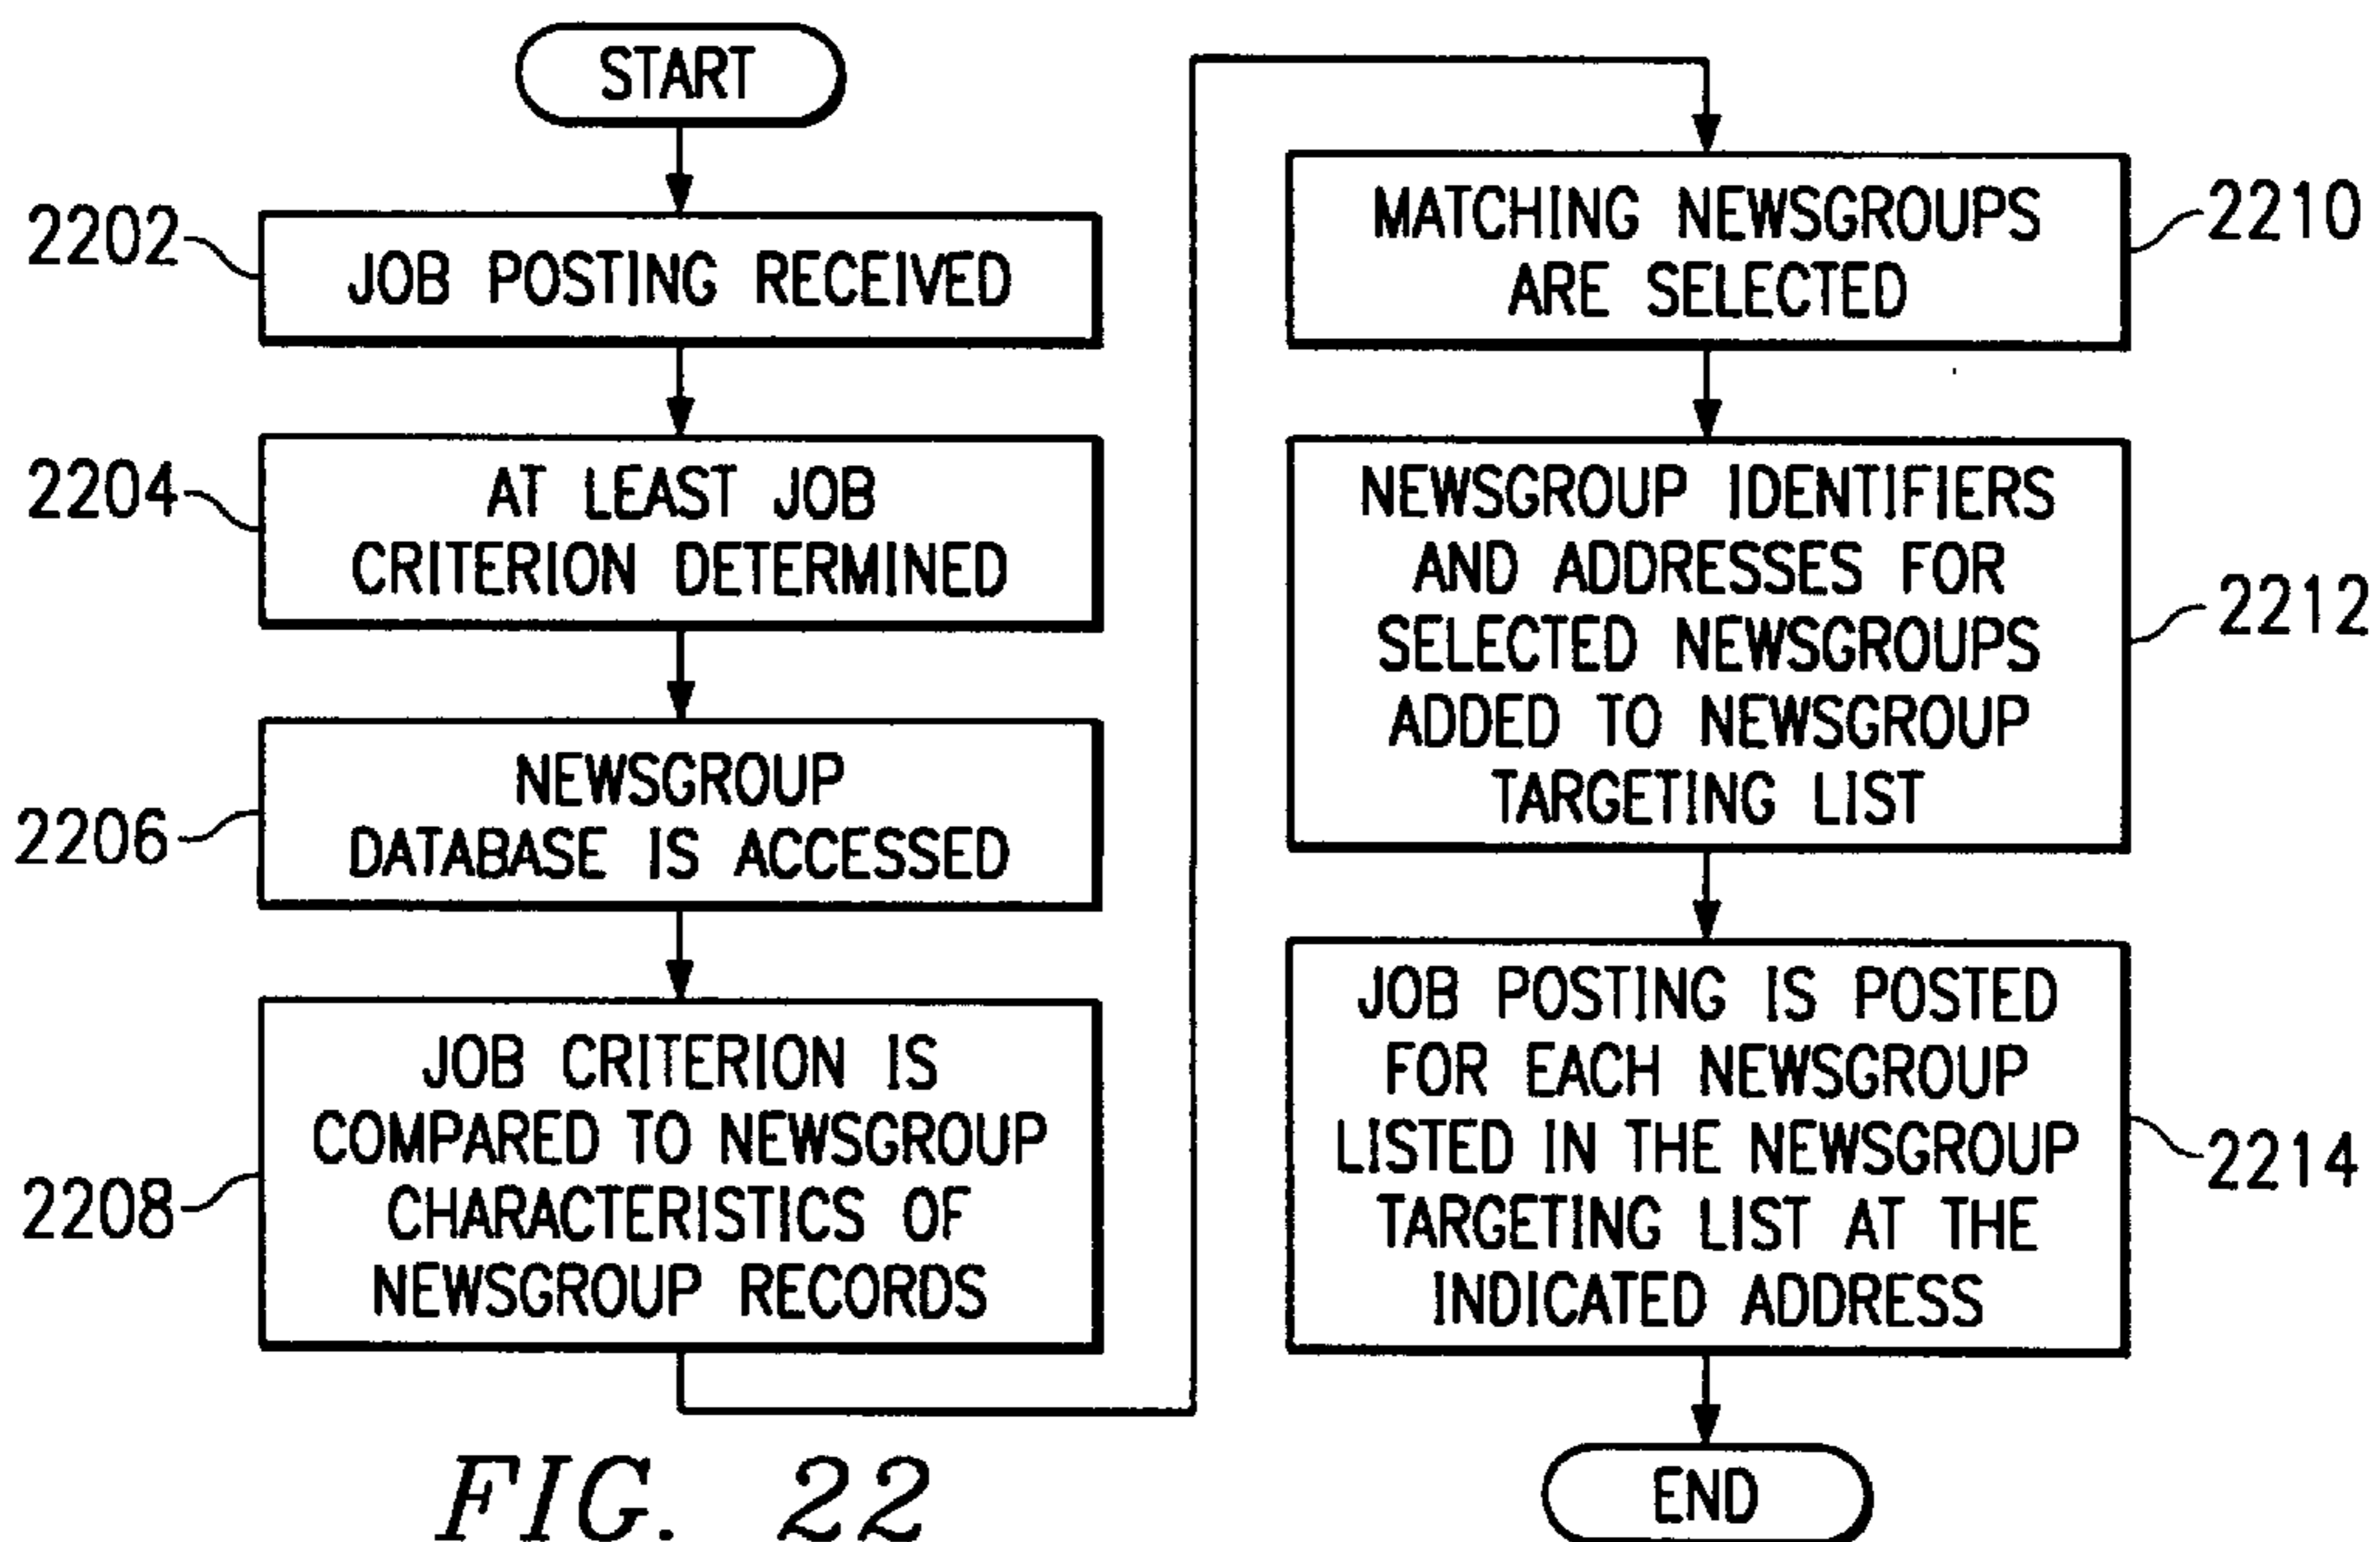 START
2202
JOB POSTING RECEIVED
2204
AT LEAST JOB
CRITERION DETERMINED
2206
NEWSGROUP
DATABASE IS ACCESSED
2208
JOB CRITERION IS
COMPARED TO NEWSGROUP
CHARACTERISTICS OF
NEWSGROUP RECORDS
MATCHING NEWSGROUPS
ARE SELECTED
2210
NEWSGROUP IDENTIFIERS
AND ADDRESSES FOR
SELECTED NEWSGROUPS
ADDED TO NEWSGROUP
TARGETING LIST
2212
JOB POSTING IS POSTED
FOR EACH NEWSGROUP
LISTED IN THE NEWSGROUP
TARGETING LIST AT THE
INDICATED ADDRESS
2214
END
FIG. 22